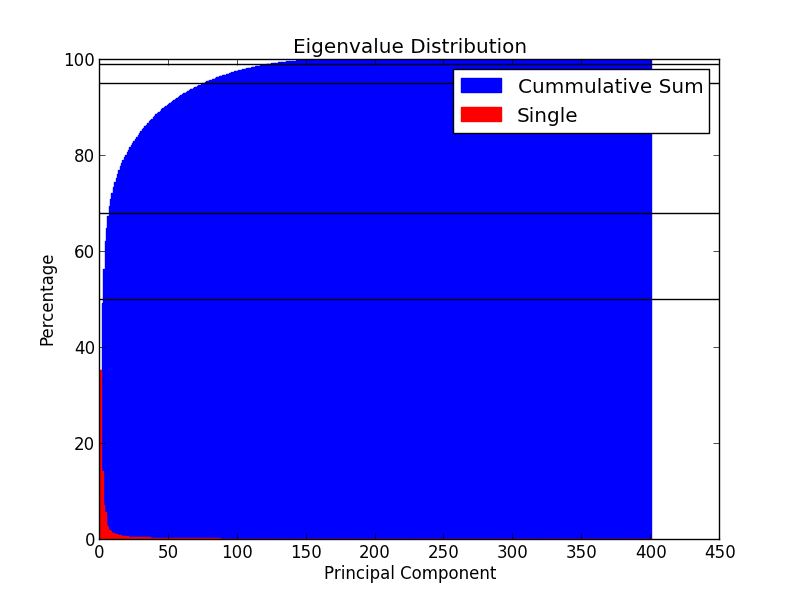 Eigenvalue Distribution
100
80
60
40
20
0
Percentage
Cummulative Sum
Single
0 50 100 150 200 250 300 350 400 450
Principal Component